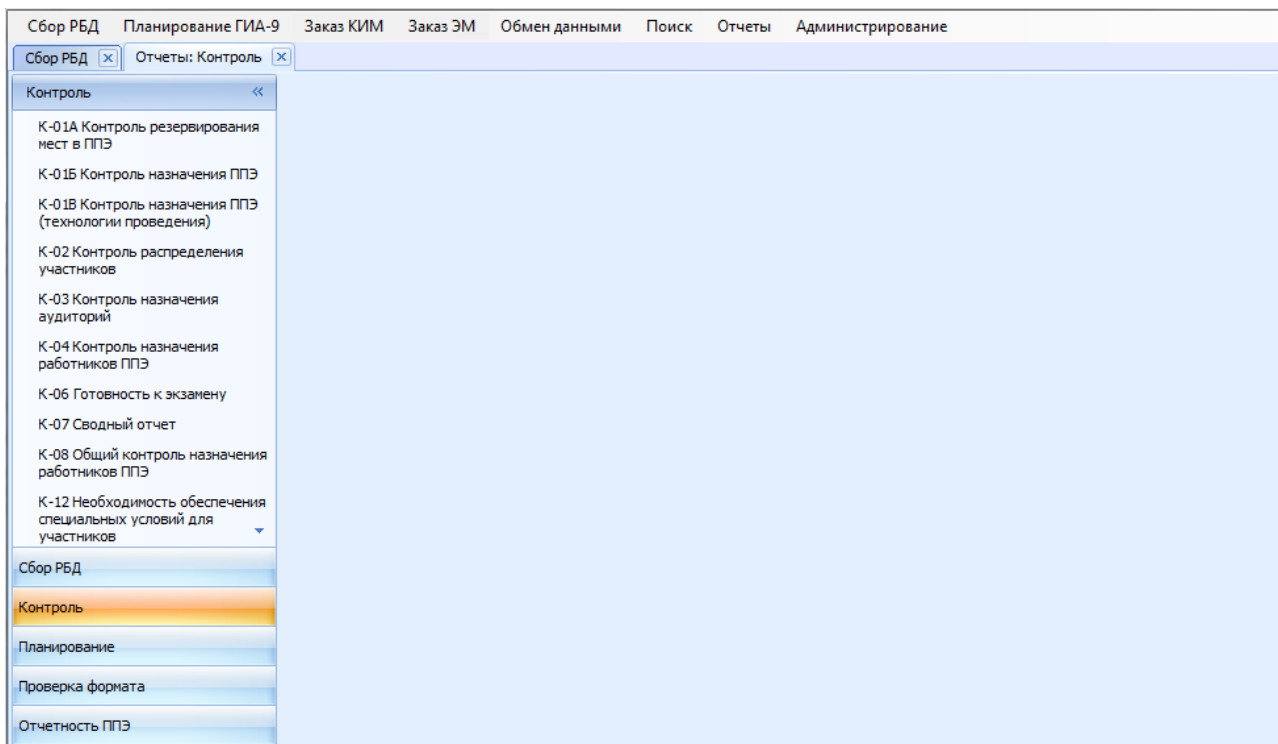 Сбор РБД Планирование ГИА-9 Заказ КИМ Заказ ЭМ Обмен данными Поиск Отчеты Администрирование
Сбор РБД Отчеты: Контроль
Контроль
К-01А Контроль резервирования
мест в ППЭ
К-01Б Контроль назначения ППЭ
К-01В Контроль назначения ППЭ
(технологии проведения)
К-02 Контроль распределения
участников
К-03 Контроль назначения
аудиторий
К-04 Контроль назначения
работников ППЭ
К-06 Готовность к экзамену
К-07 Сводный отчет
К-08 Общий контроль назначения
работников ППЭ
К-12 Необходимость обеспечения
специальных условий для
участников
Сбор РБД
Контроль
Планирование
Проверка формата
Отчетность ППЭ